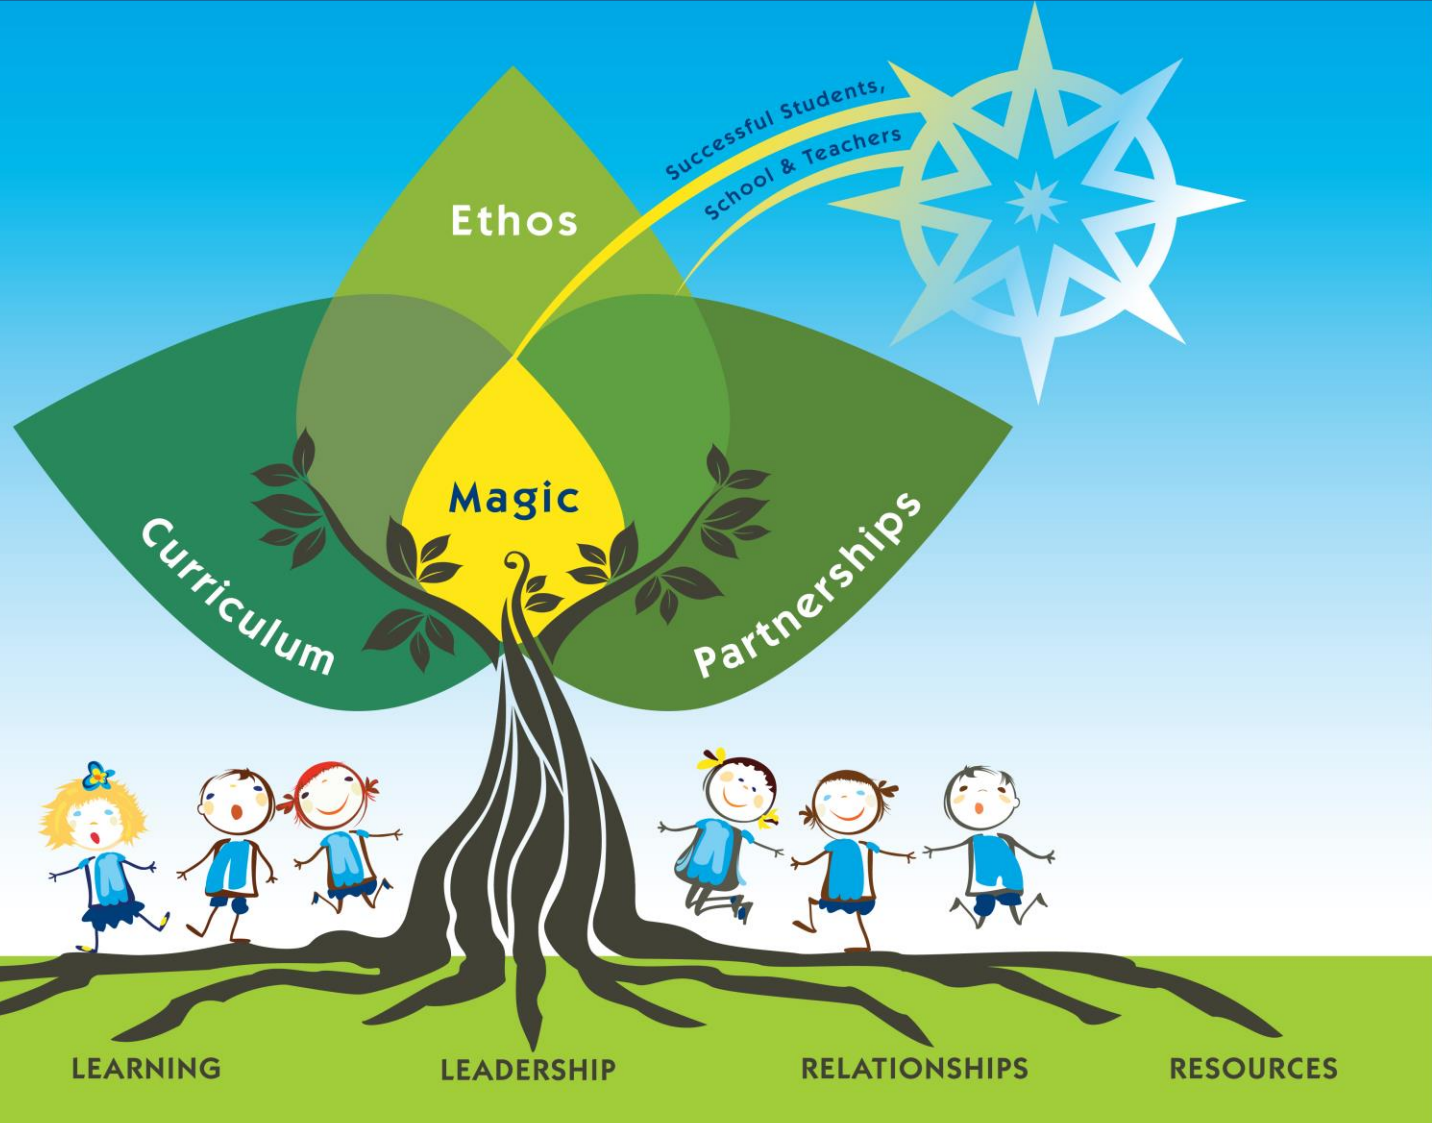 Successful Students,
School & Teachers
Ethos
Magic
Curriculum
Partnerships
LEARNING
LEADERSHIP
RELATIONSHIPS
RESOURCES